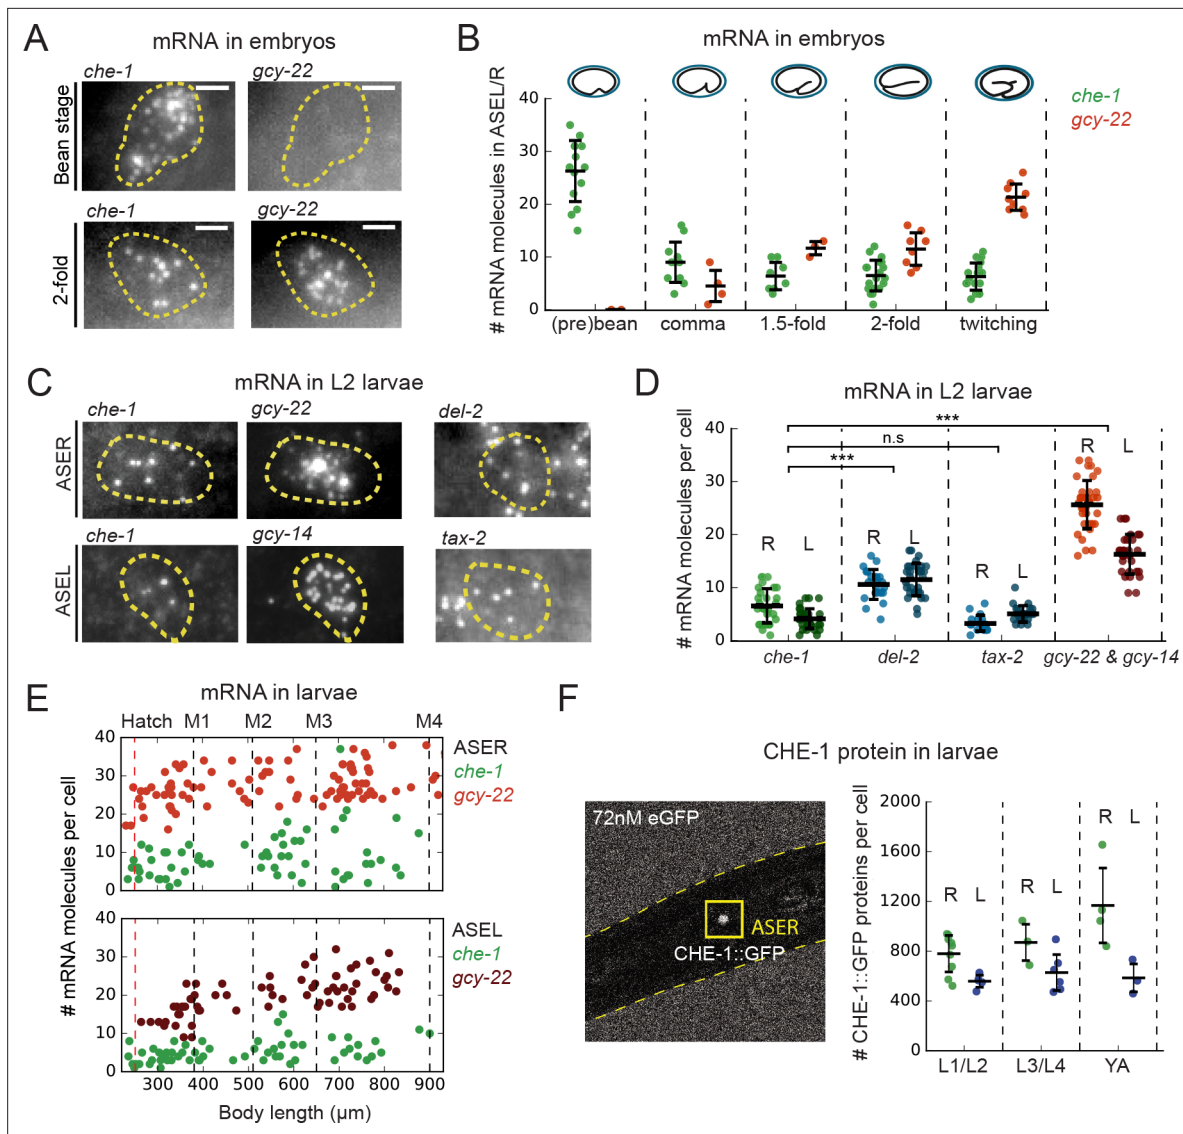 A
mRNA in embryos
che-1
gcy-22
Bean stage
che-1
gcy-22
2-fold
B
mRNA in embryos
# mRNA molecules in ASEL/R
40
30
20
10
0
(pre)bean
comma
1.5-fold
2-fold
twitching
che-1
gcy-22
C
mRNA in L2 larvae
che-1
gcy-22
del-2
ASER
che-1
gcy-14
tax-2
ASEL
D
mRNA in L2 larvae
# mRNA molecules per cell
40
30
20
10
0
***
n.s
***
R
L
R
L
R
L
R
L
che-1
del-2
tax-2
gcy-22 & gcy-14
E
mRNA in larvae
Hatch
M1
M2
M3
M4
# mRNA molecules per cell
40
30
20
10
0
ASER
che-1
gcy-22
40
30
20
10
0
ASEL
che-1
gcy-22
300
400
500
600
700
800
900
Body length (µm)
F
CHE-1 protein in larvae
72nM eGFP
ASER
CHE-1::GFP
# CHE-1::GFP proteins per cell
2000
1600
1200
800
400
0
R
L
R
L
R
L
L1/L2
L3/L4
YA